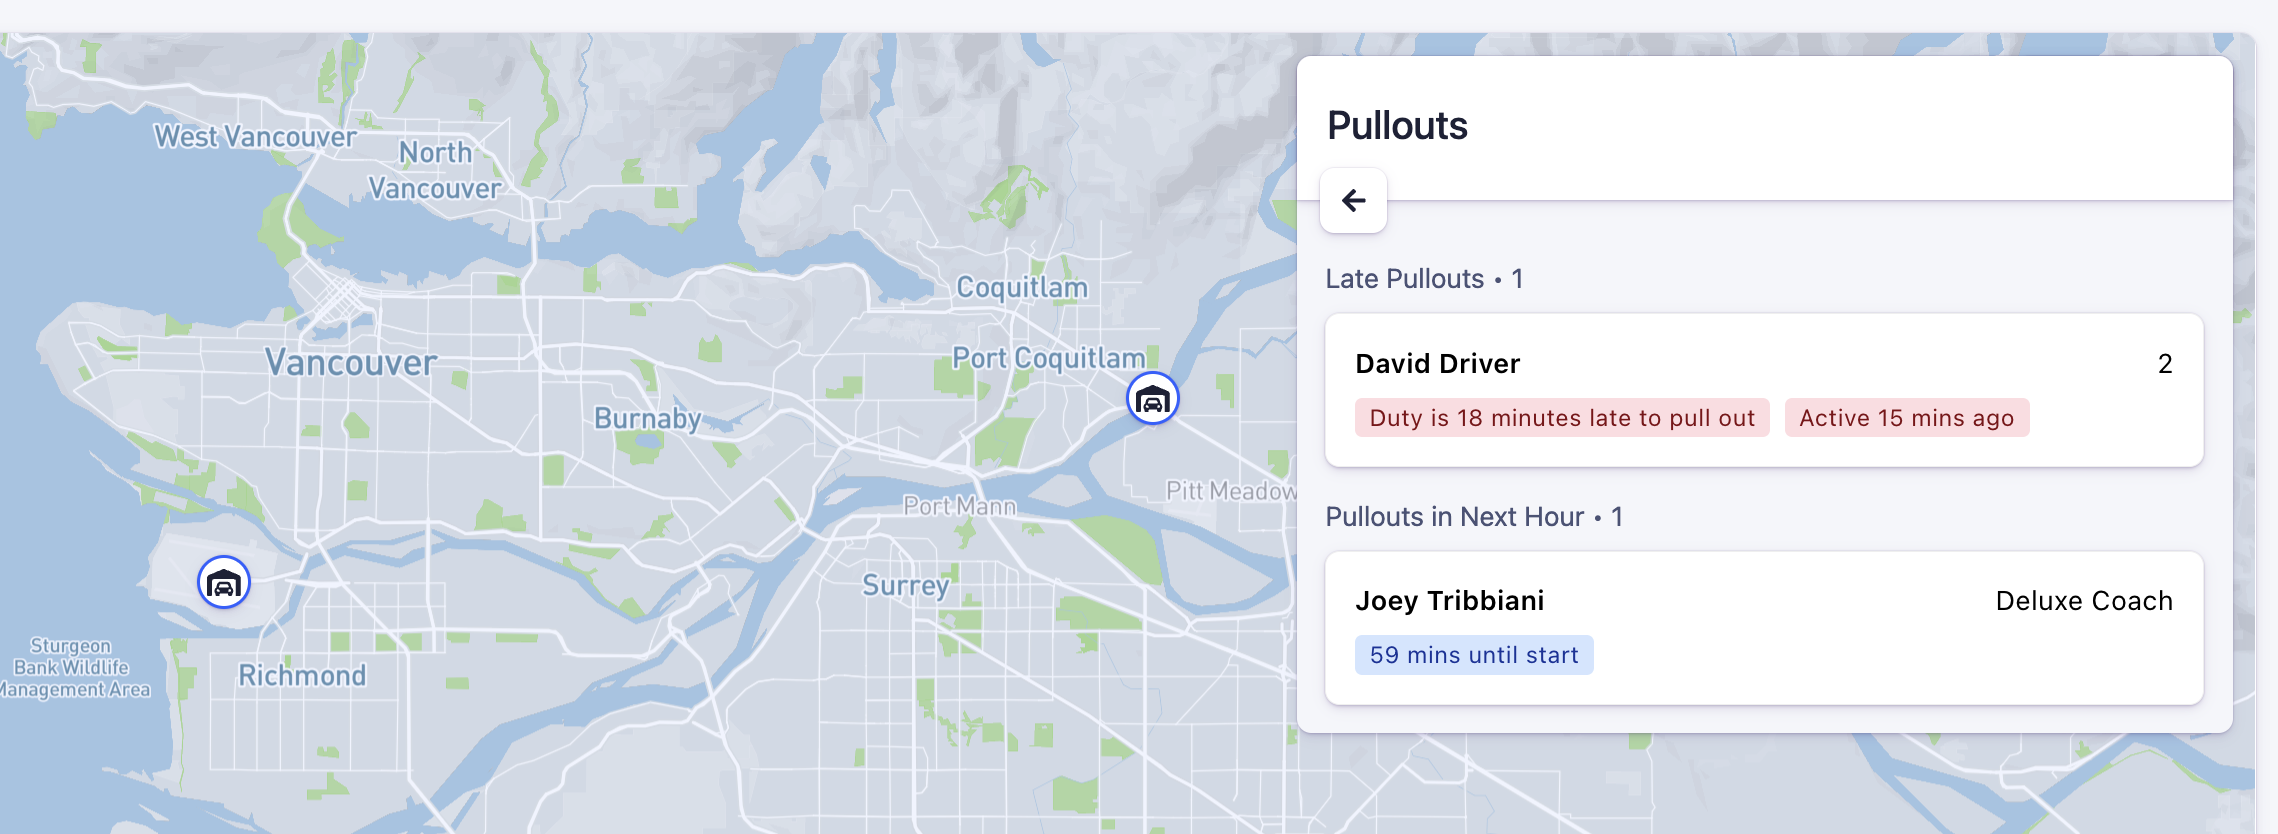 West Vancouver
North
Vancouver
Coquitlam
Port Coquitlam
Vancouver
Burnaby
Pitt Meadow
Port Mann
Surrey
Sturgeon
Bank Wildlife
Management Area
Richmond
Pullouts
Late Pullouts • 1
David Driver 2
Duty is 18 minutes late to pull out Active 15 mins ago
Pullouts in Next Hour • 1
Joey Tribbiani Deluxe Coach
59 mins until start